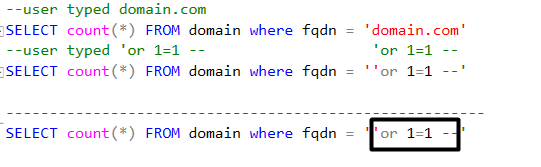 --user typed domain.com
SELECT count(*) FROM domain where fqdn = 'domain.com'
--user typed 'or 1=1 -- 'or 1=1 --
SELECT count(*) FROM domain where fqdn = ''or 1=1 --'
------------------------------------------------------
SELECT count(*) FROM domain where fqdn = ''or 1=1 --'